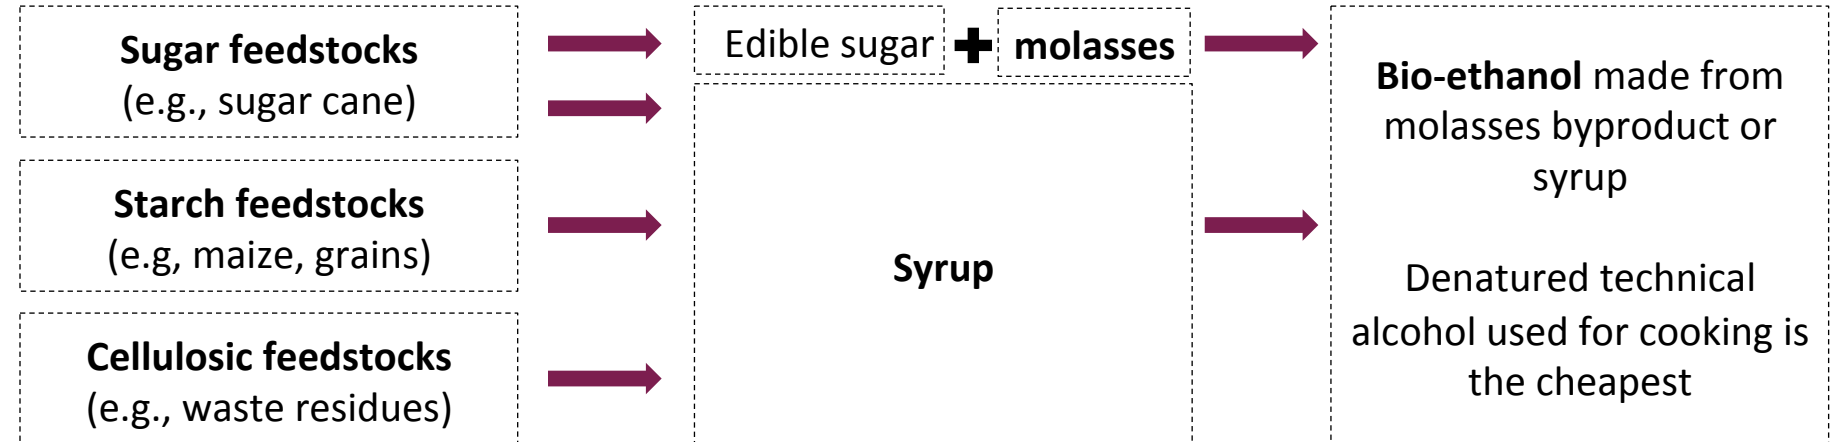 Sugar feedstocks
(e.g., sugar cane)
Starch feedstocks
(e.g, maize, grains)
Cellulosic feedstocks
(e.g., waste residues)
Edible sugar + molasses
Syrup
Bio-ethanol made from
molasses byproduct or
syrup
Denatured technical
alcohol used for cooking is
the cheapest